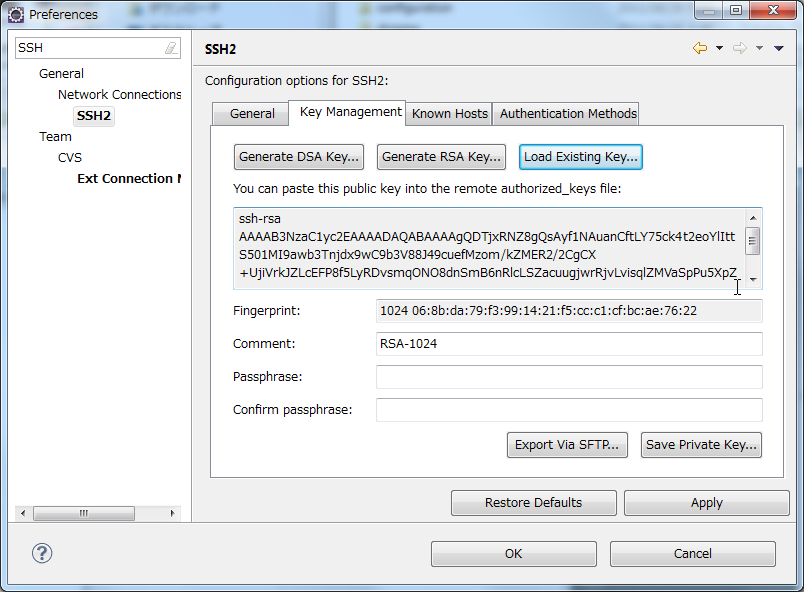 Preferences
SSH
General
Network Connections
SSH2
Team
CVS
Ext Connection
SSH2
Configuration options for SSH2:
General Key Management Known Hosts Authentication Methods
Generate DSA Key... Generate RSA Key... Load Existing Key...
You can paste this public key into the remote authorized_keys file:
ssh-rsa
AAAAB3NzaC1yc2EAAAADAQABAAAAgQDTjxRNZ8gQsAyf1NAuanCftLY75ck4t2eoYlItt
S501MI9awb3Tnjdx9wC9b3V88J49cuefMzom/kZMER2/2CgCX
+UjiVrkJZLcEFP8f5LyRDvsmqONO8dnSmB6nRlcLSZacuugjwrRjvLvisqlZMVaSpPu5XpZ
Fingerprint: 1024 06:8b:da:79:f3:99:14:21:f5:cc:c1:cf:bc:ae:76:22
Comment: RSA-1024
Passphrase:
Confirm passphrase:
Export Via SFTP... Save Private Key...
Restore Defaults Apply
OK Cancel